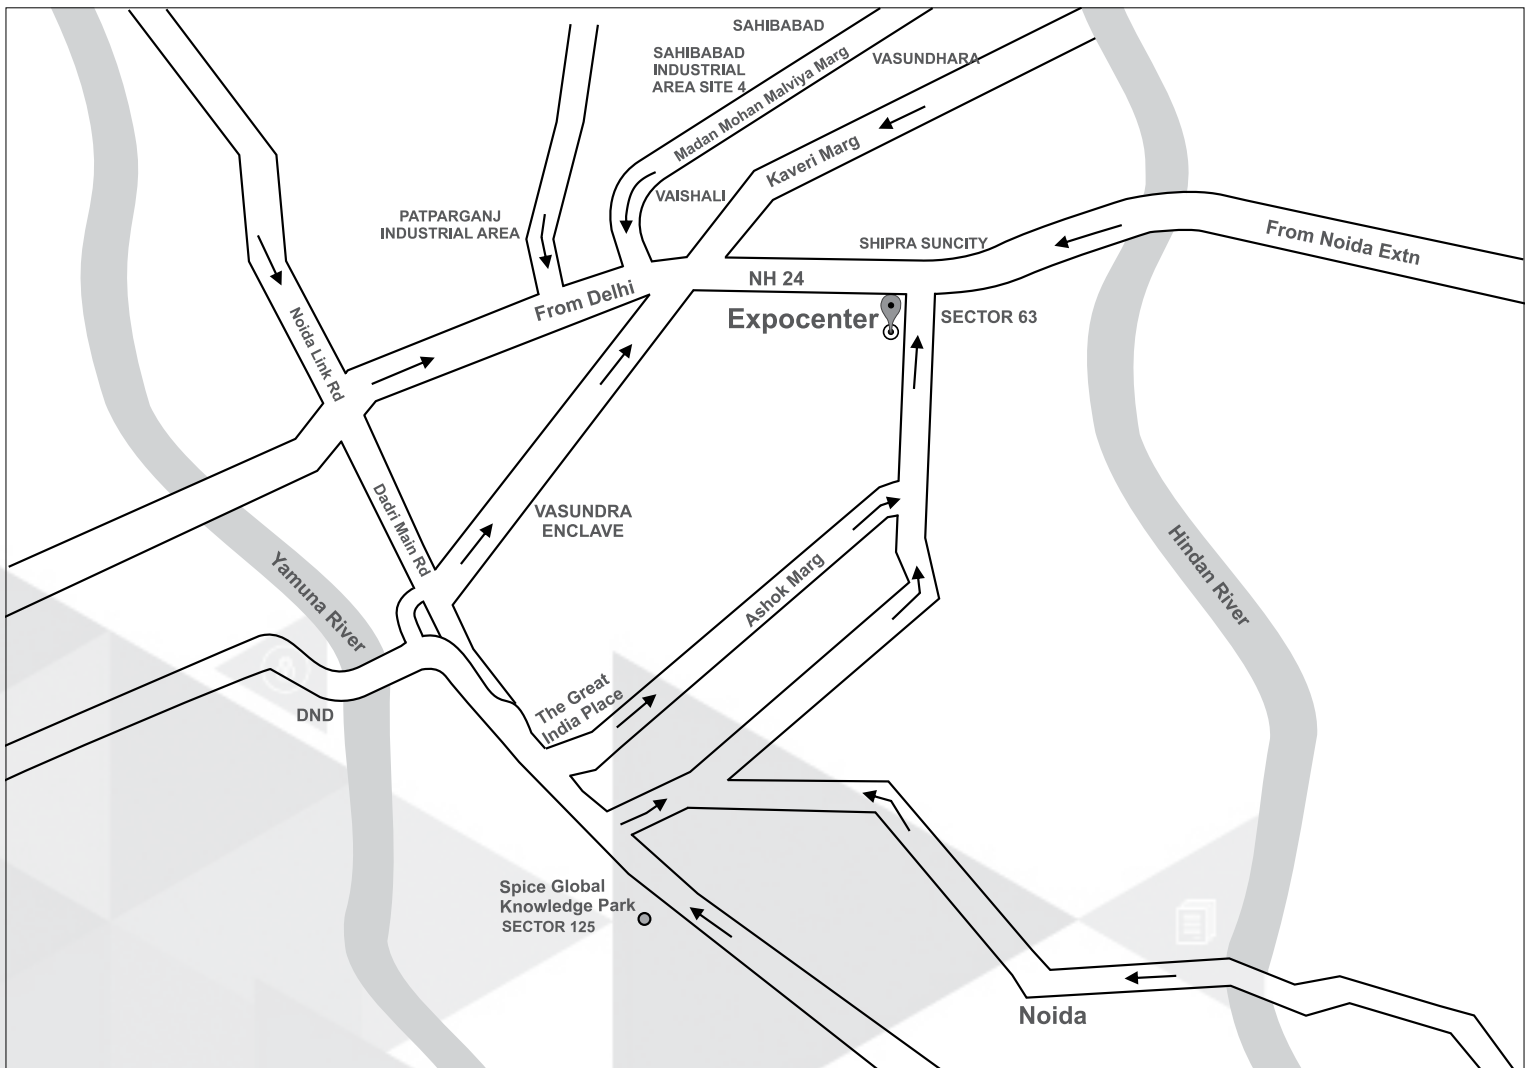 SAHIBABAD
SAHIBABAD
INDUSTRIAL
AREA SITE 4
Madan Mohan Malviya Marg
VASUNDHARA
Kaveri Marg
VAISHALI
PATPARGANJ
INDUSTRIAL AREA
SHIPRA SUNCITY
From Noida Extn
NH 24
From Delhi
Expocenter
SECTOR 63
Noida Link Rd
Dadri Main Rd
VASUNDRA
ENCLAVE
Yamuna River
Hindan River
Ashok Marg
The Great
India Place
DND
Spice Global
Knowledge Park
SECTOR 125
Noida